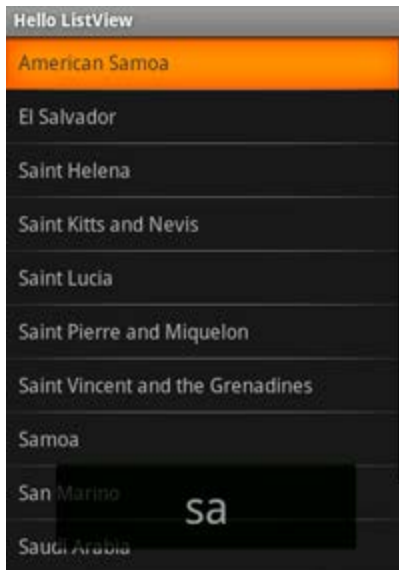 Hello ListView
American Samoa
El Salvador
Saint Helena
Saint Kitts and Nevis
Saint Lucia
Saint Pierre and Miquelon
Saint Vincent and the Grenadines
Samoa
San Marino
sa
Saudi Arabia